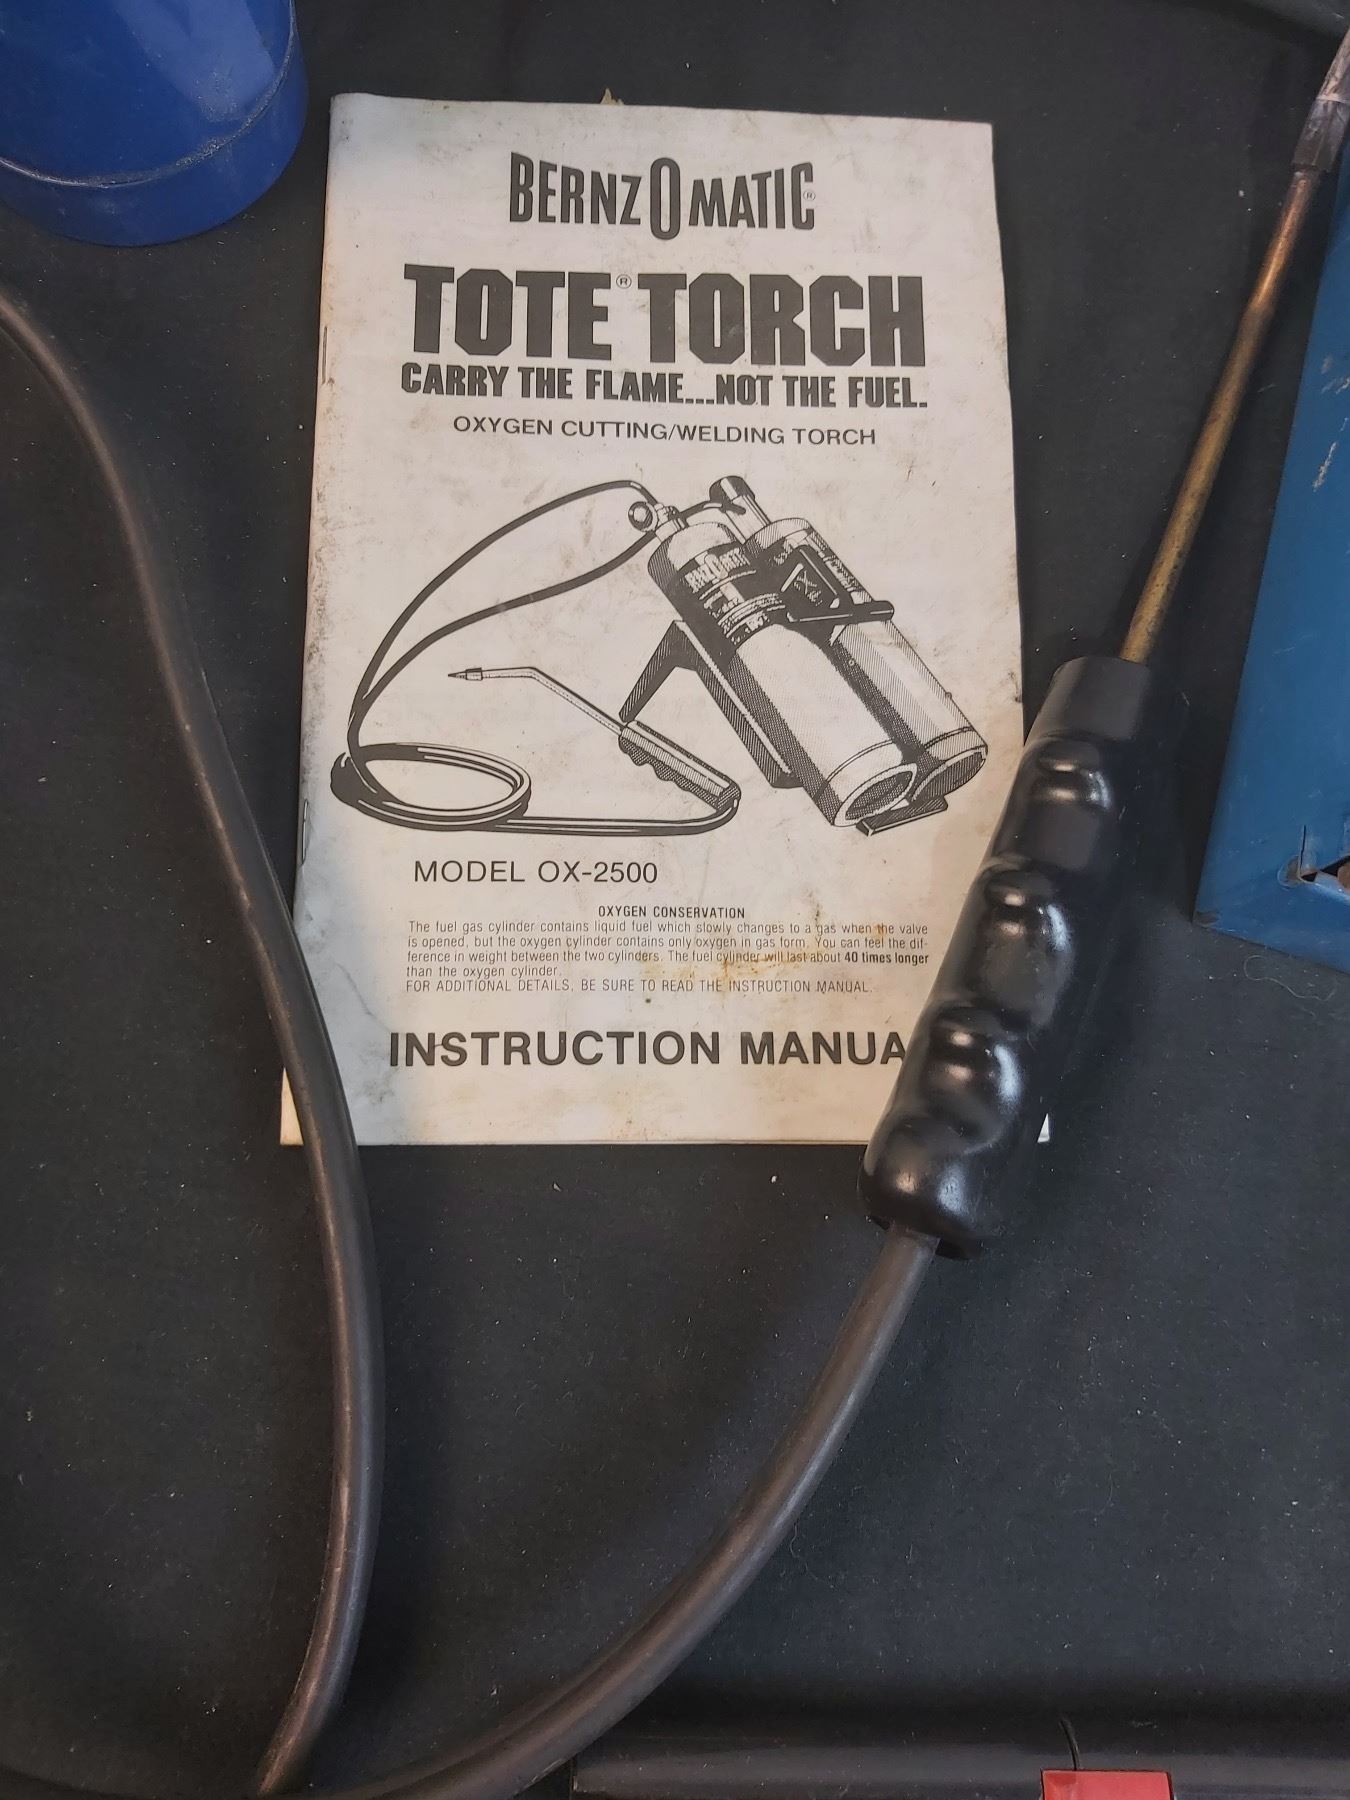 BERNZOMATIC®
TOTE® TORCH
CARRY THE FLAME...NOT THE FUEL.
OXYGEN CUTTING/WELDING TORCH
MODEL OX-2500
OXYGEN CONSERVATION
The fuel gas cylinder contains liquid fuel which slowly changes to a gas when the valve
is opened, but the oxygen cylinder contains only oxygen in gas form. You can feel the dif-
ference in weight between the two cylinders. The fuel cylinder will last about 40 times longer
than the oxygen cylinder.
FOR ADDITIONAL DETAILS, BE SURE TO READ THE INSTRUCTION MANUAL.
INSTRUCTION MANUA